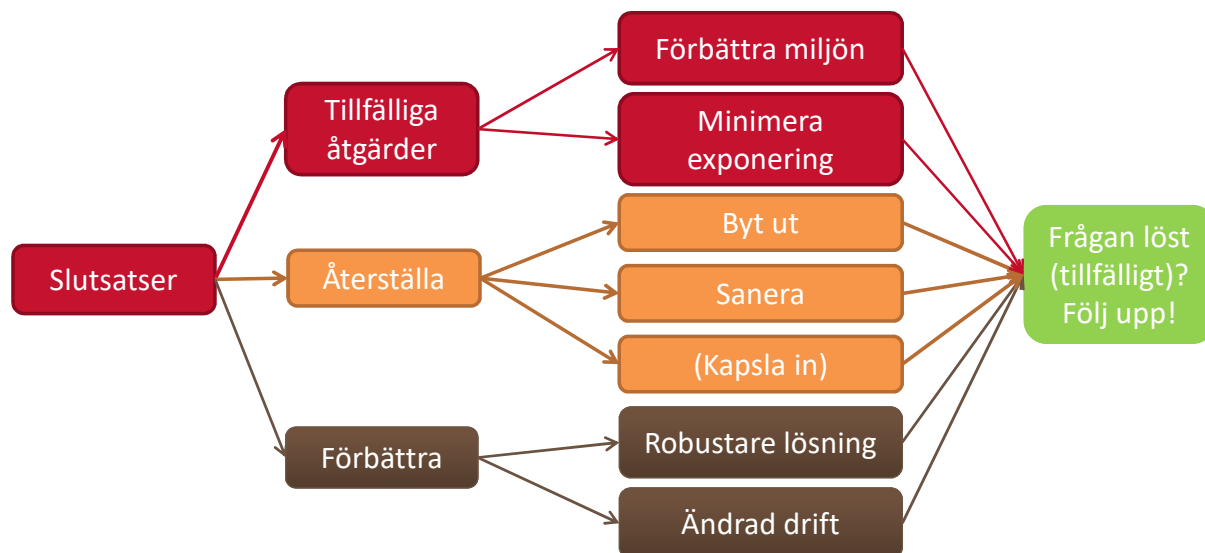 Slutsatser
Tillfälliga
åtgärder
Förbättra miljön
Minimera
exponering
Återställa
Byt ut
Sanera
(Kapsla in)
Förbättra
Robustare lösning
Ändrad drift
Frågan löst
(tillfälligt)?
Följ upp!